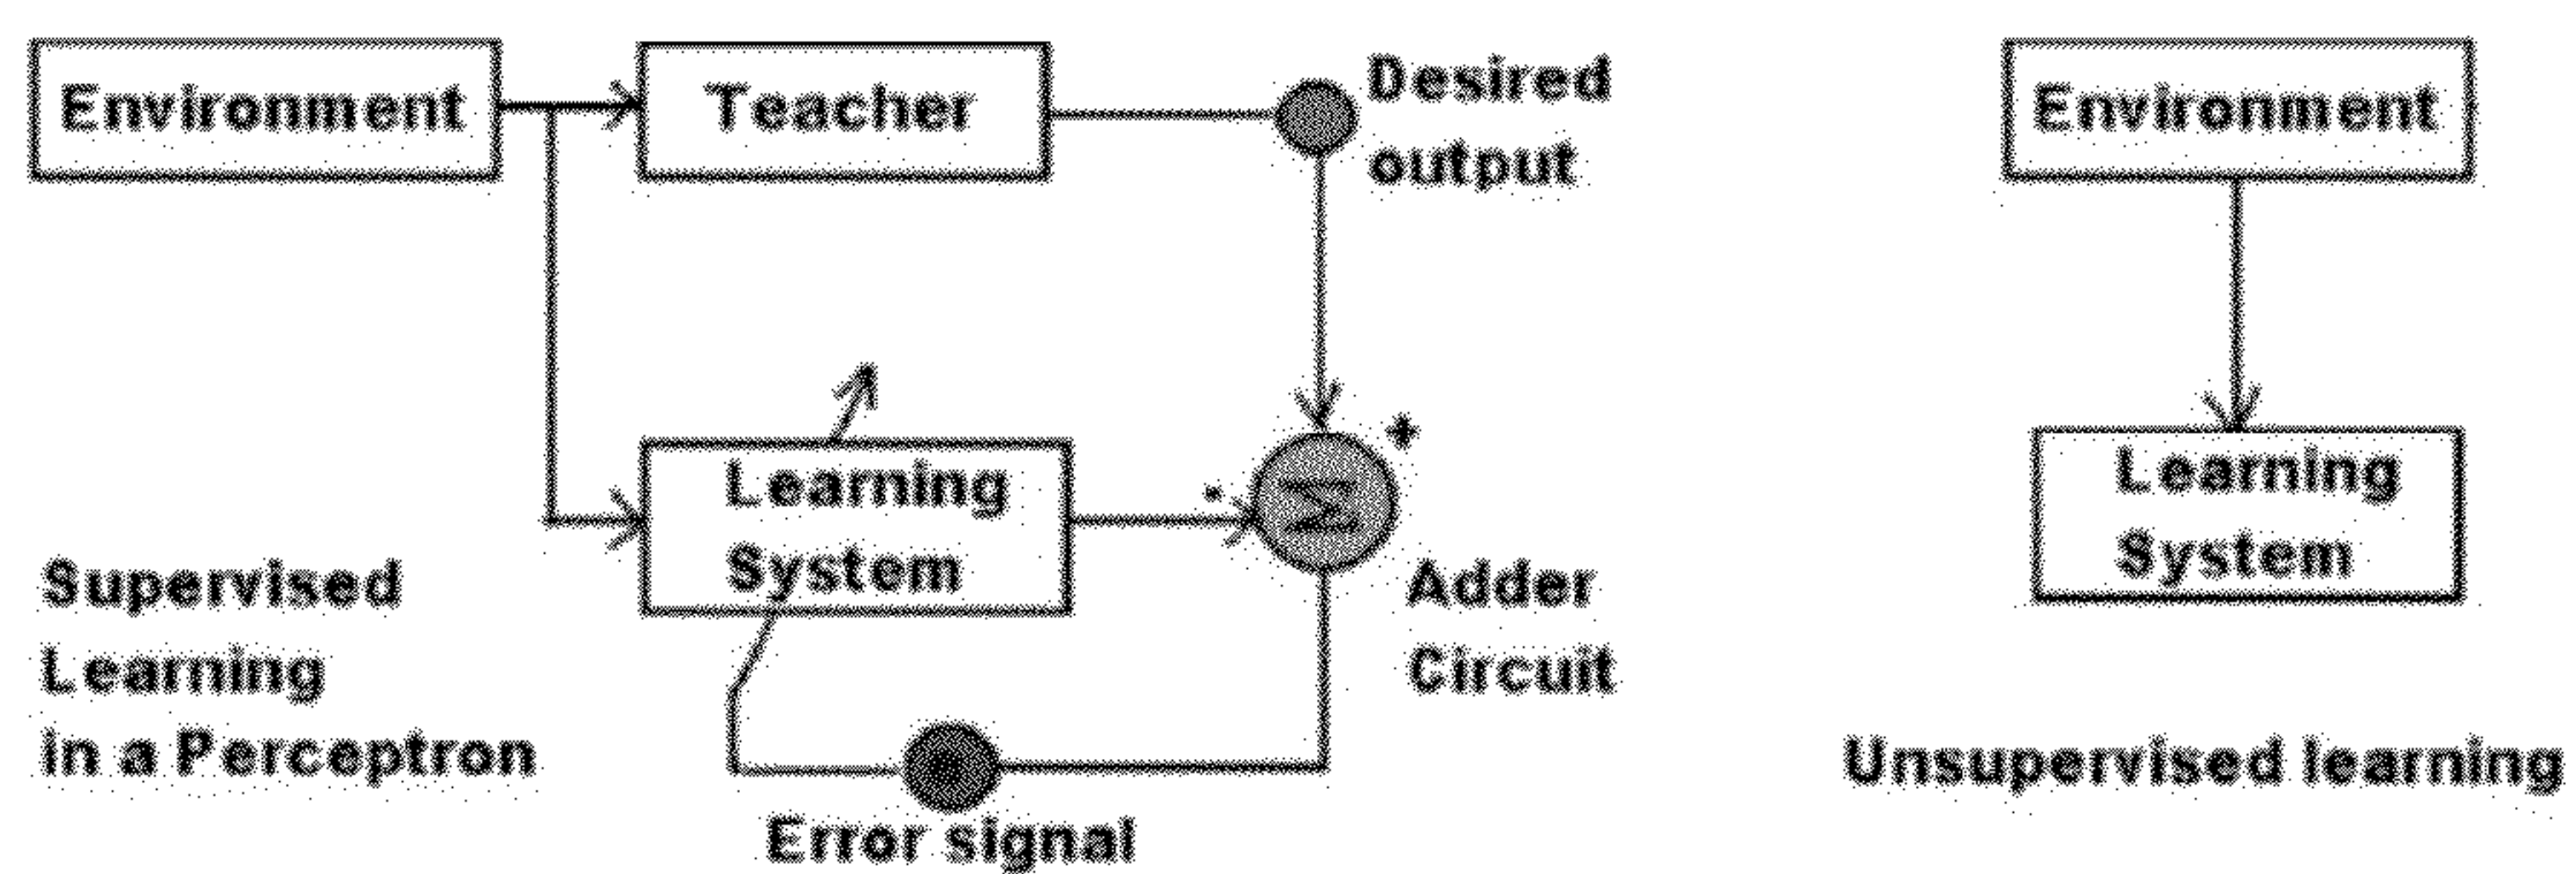 Environment
Teacher
Desired
output
Learning
System
-
+
Σ
Adder
Circuit
Error signal
Supervised
Learning
in a Perceptron
Environment
Learning
System
Unsupervised learning